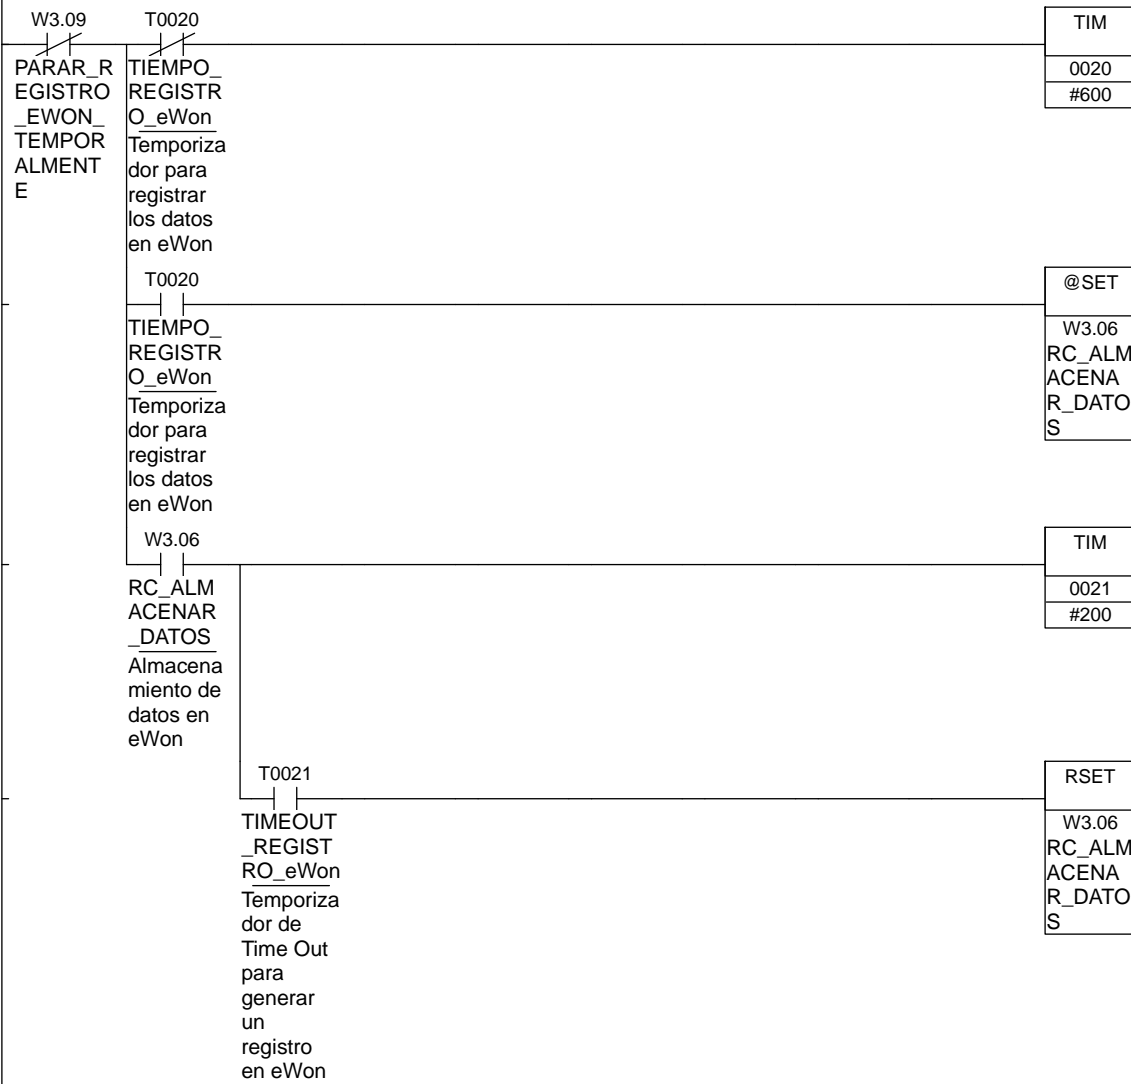 W3.09
T0020
TIM
PARAR_R
EGISTRO
_EWON_
TEMPOR
ALMENT
E
TIEMPO_
REGISTR
O_eWon
Temporiza
dor para
registrar
los datos
en eWon
0020
#600
T0020
@SET
TIEMPO_
REGISTR
O_eWon
Temporiza
dor para
registrar
los datos
en eWon
W3.06
RC_ALM
ACENA
R_DATO
S
W3.06
TIM
RC_ALM
ACENAR
_DATOS
Almacena
miento de
datos en
eWon
0021
#200
T0021
RSET
TIMEOUT
_REGIST
RO_eWon
Temporiza
dor de
Time Out
para
generar
un
registro
en eWon
W3.06
RC_ALM
ACENA
R_DATO
S